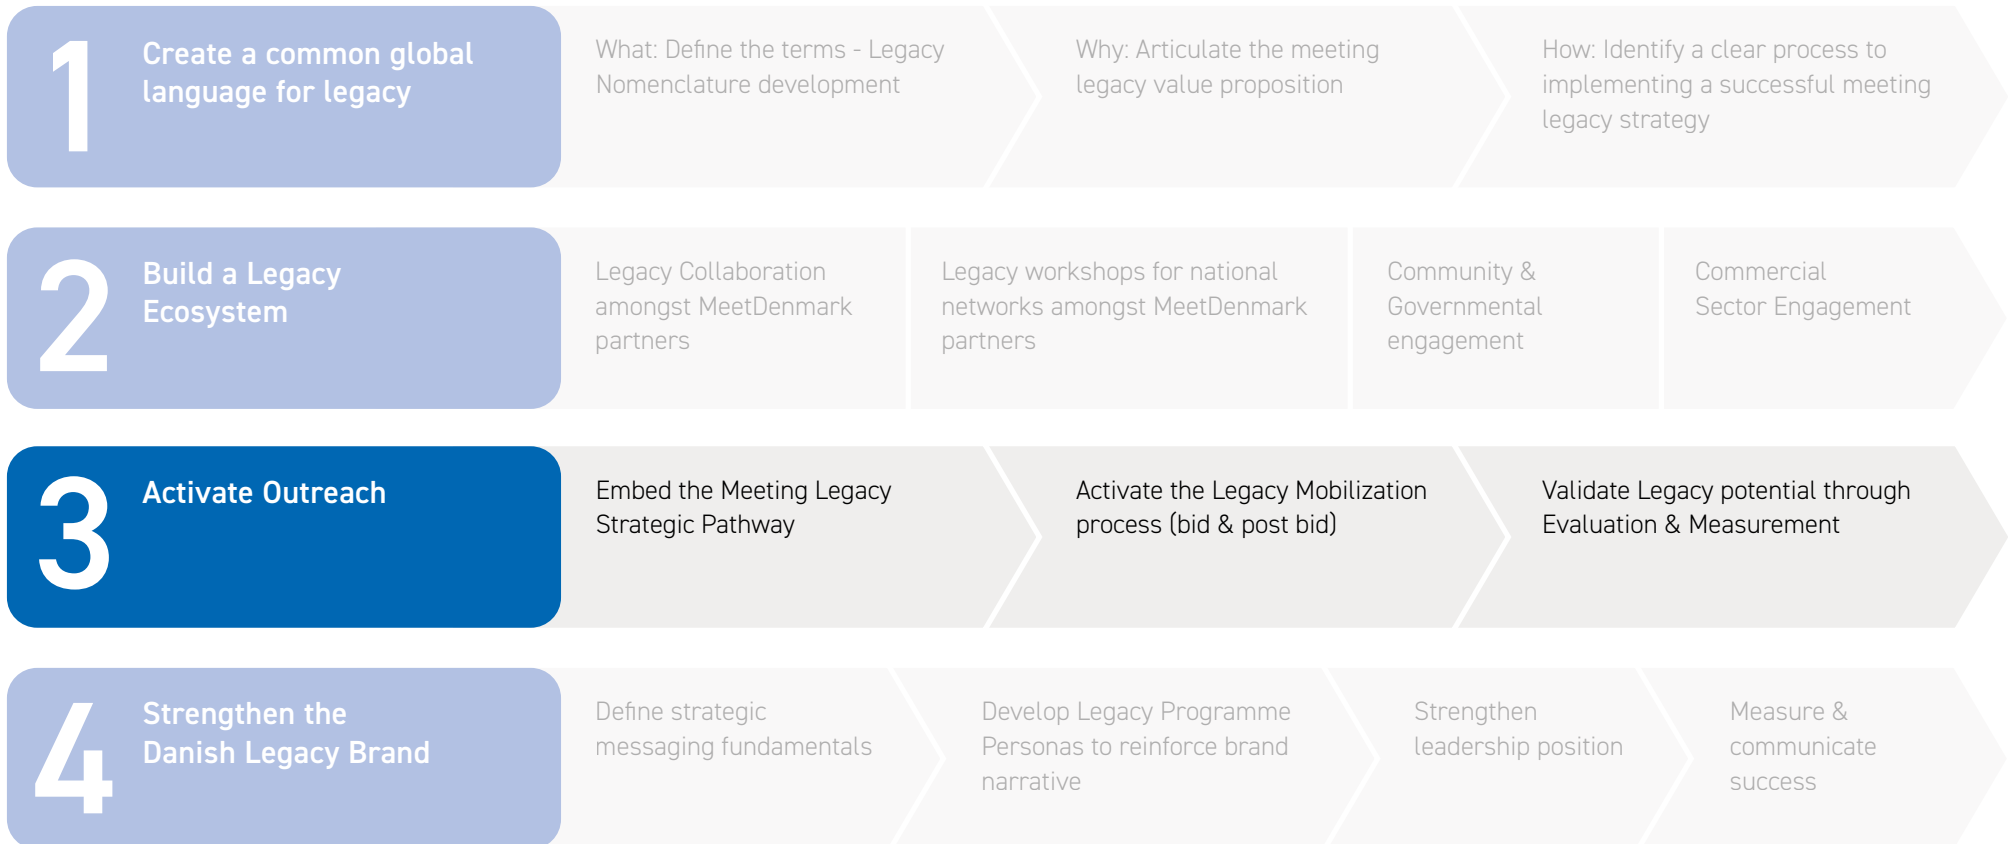 1
Create a common global
language for legacy
What: Define the terms - Legacy
Nomenclature development
Why: Articulate the meeting
legacy value proposition
How: Identify a clear process to
implementing a successful meeting
legacy strategy
2
Build a Legacy
Ecosystem
Legacy Collaboration
amongst MeetDenmark
partners
Legacy workshops for national
networks amongst MeetDenmark
partners
Community &
Governmental
engagement
Commercial
Sector Engagement
3
Activate Outreach
Embed the Meeting Legacy
Strategic Pathway
Activate the Legacy Mobilization
process (bid & post bid)
Validate Legacy potential through
Evaluation & Measurement
4
Strengthen the
Danish Legacy Brand
Define strategic
messaging fundamentals
Develop Legacy Programme
Personas to reinforce brand
narrative
Strengthen
leadership position
Measure &
communicate
success